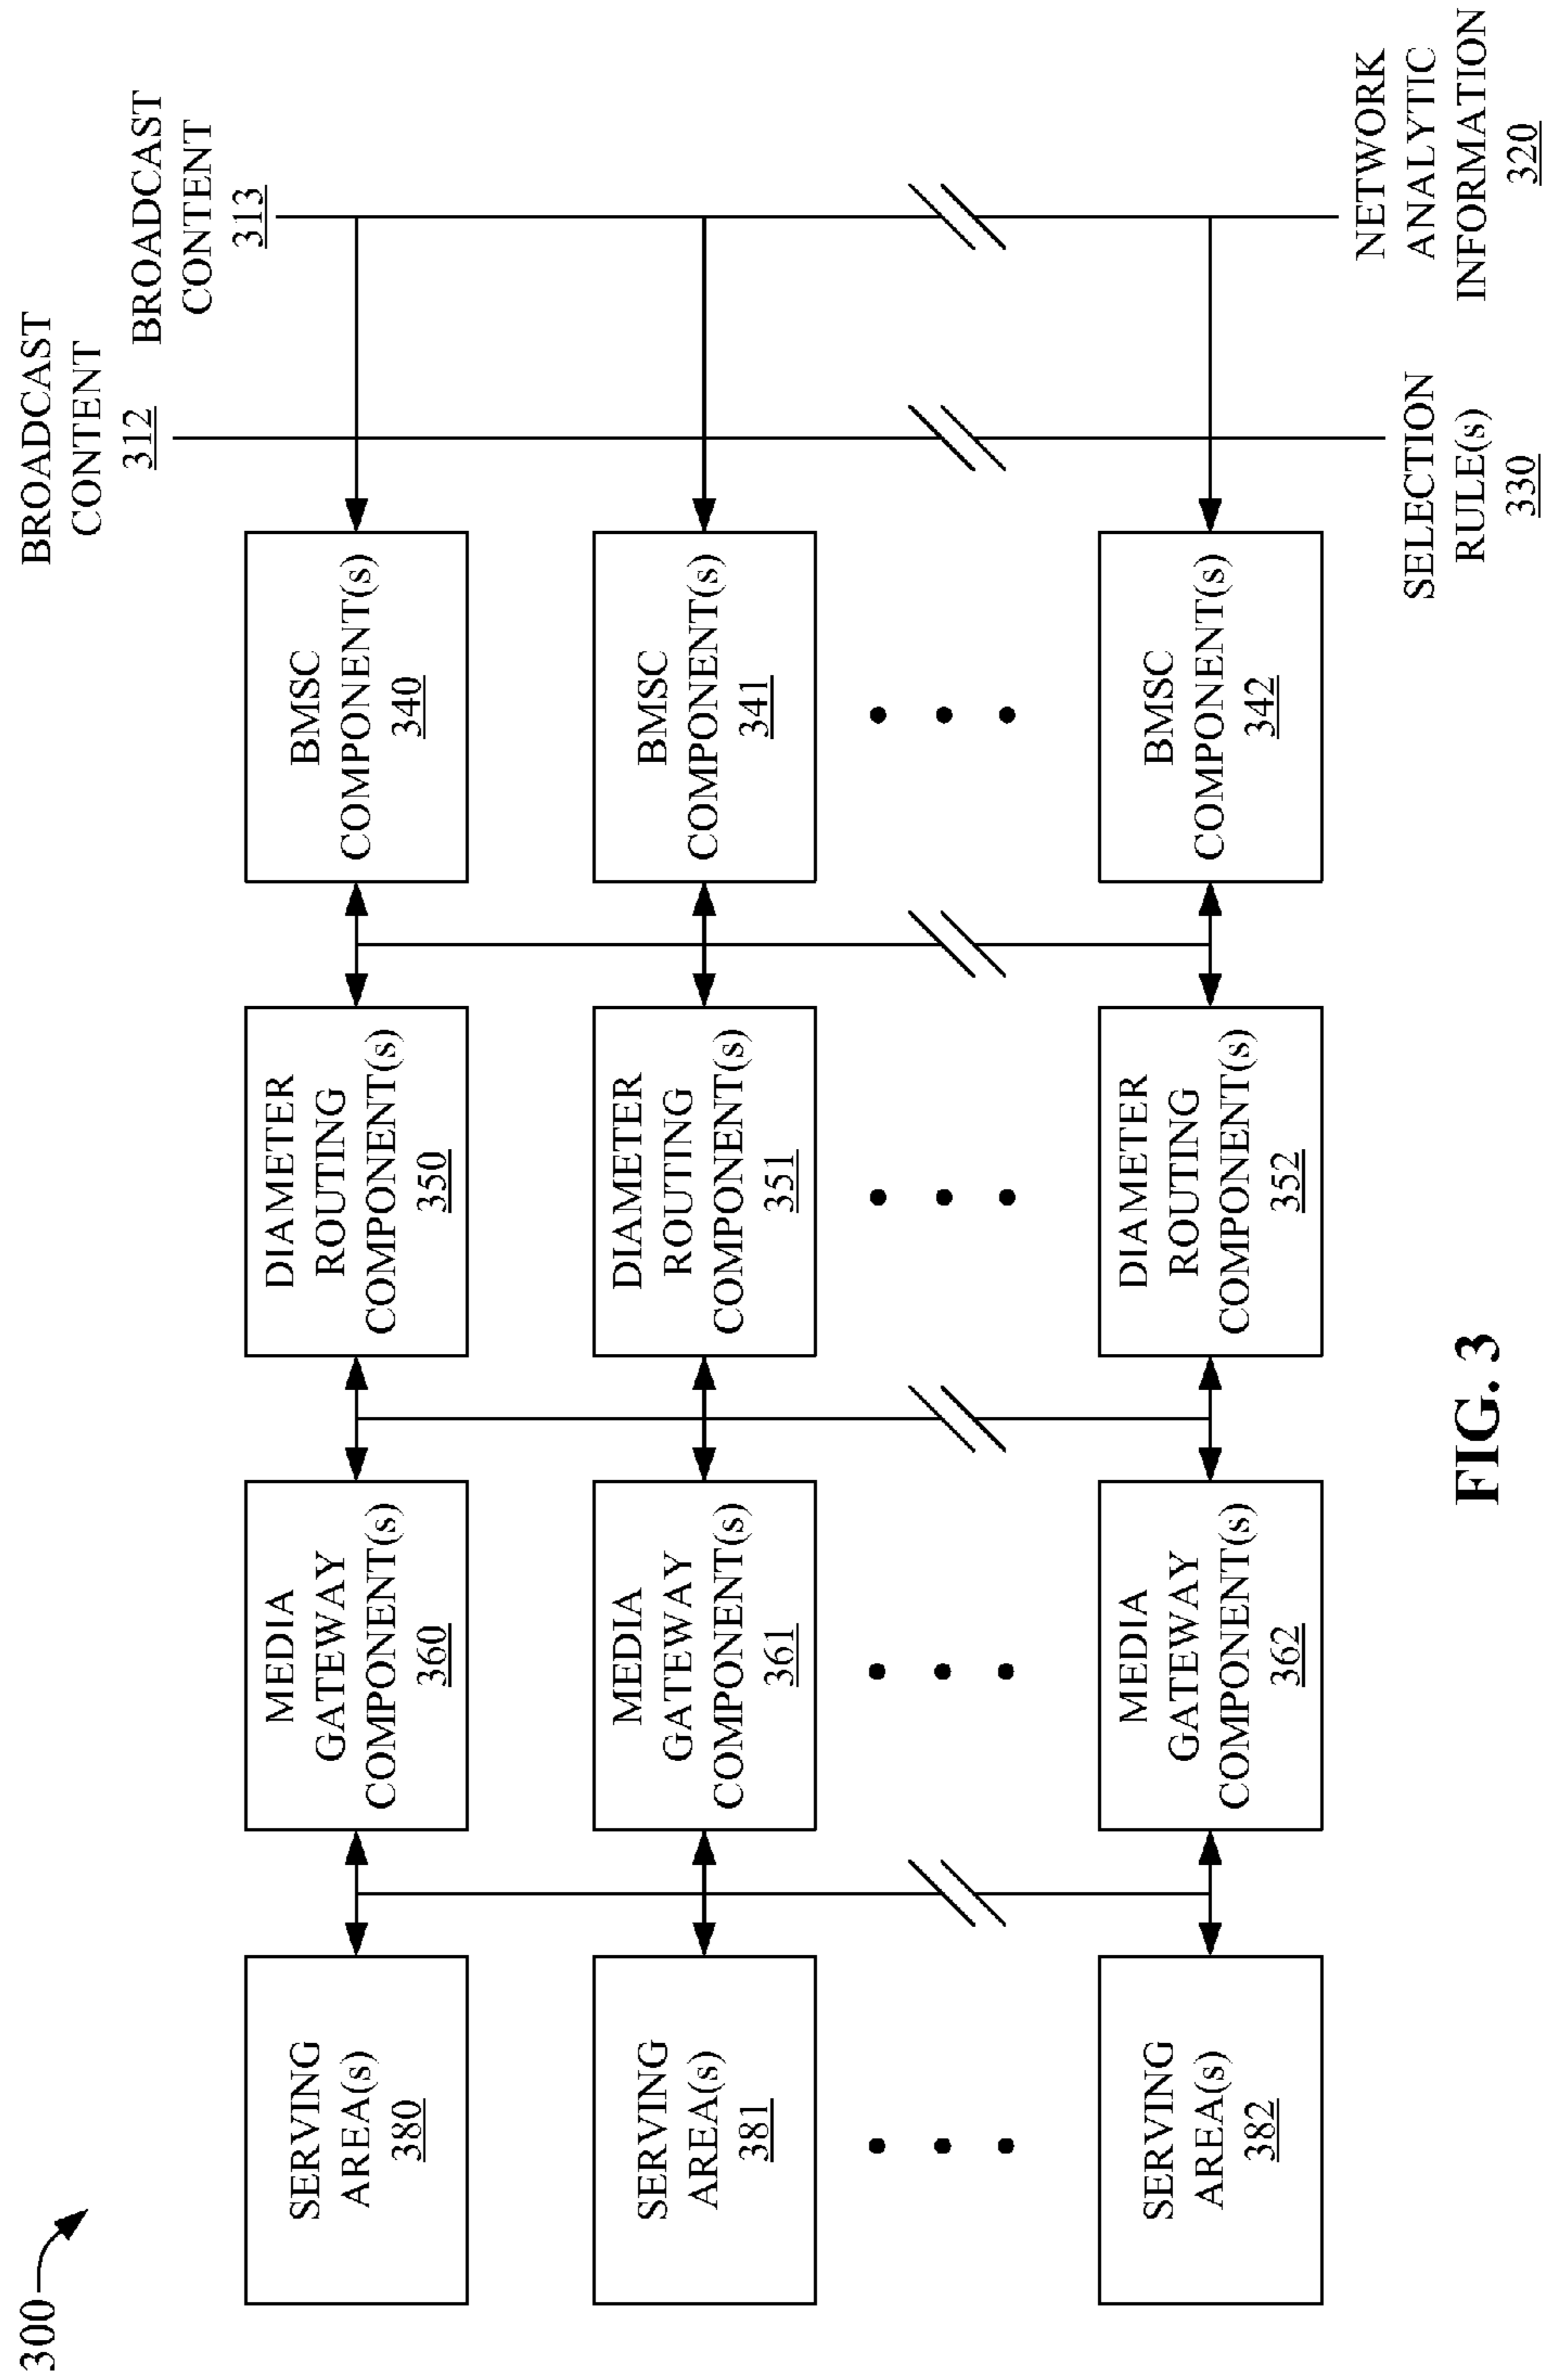 300
BROADCAST
CONTENT
312
BROADCAST
CONTENT
313
SERVING
AREA(s)
380
MEDIA
GATEWAY
COMPONENT(s)
360
DIAMETER
ROUTING
COMPONENT(s)
350
BMSC
COMPONENT(s)
340
SERVING
AREA(s)
381
MEDIA
GATEWAY
COMPONENT(s)
361
DIAMETER
ROUTING
COMPONENT(s)
351
BMSC
COMPONENT(s)
341
SERVING
AREA(s)
382
MEDIA
GATEWAY
COMPONENT(s)
362
DIAMETER
ROUTING
COMPONENT(s)
352
BMSC
COMPONENT(s)
342
SELECTION
RULE(s)
330
NETWORK
ANALYTIC
INFORMATION
320
FIG. 3